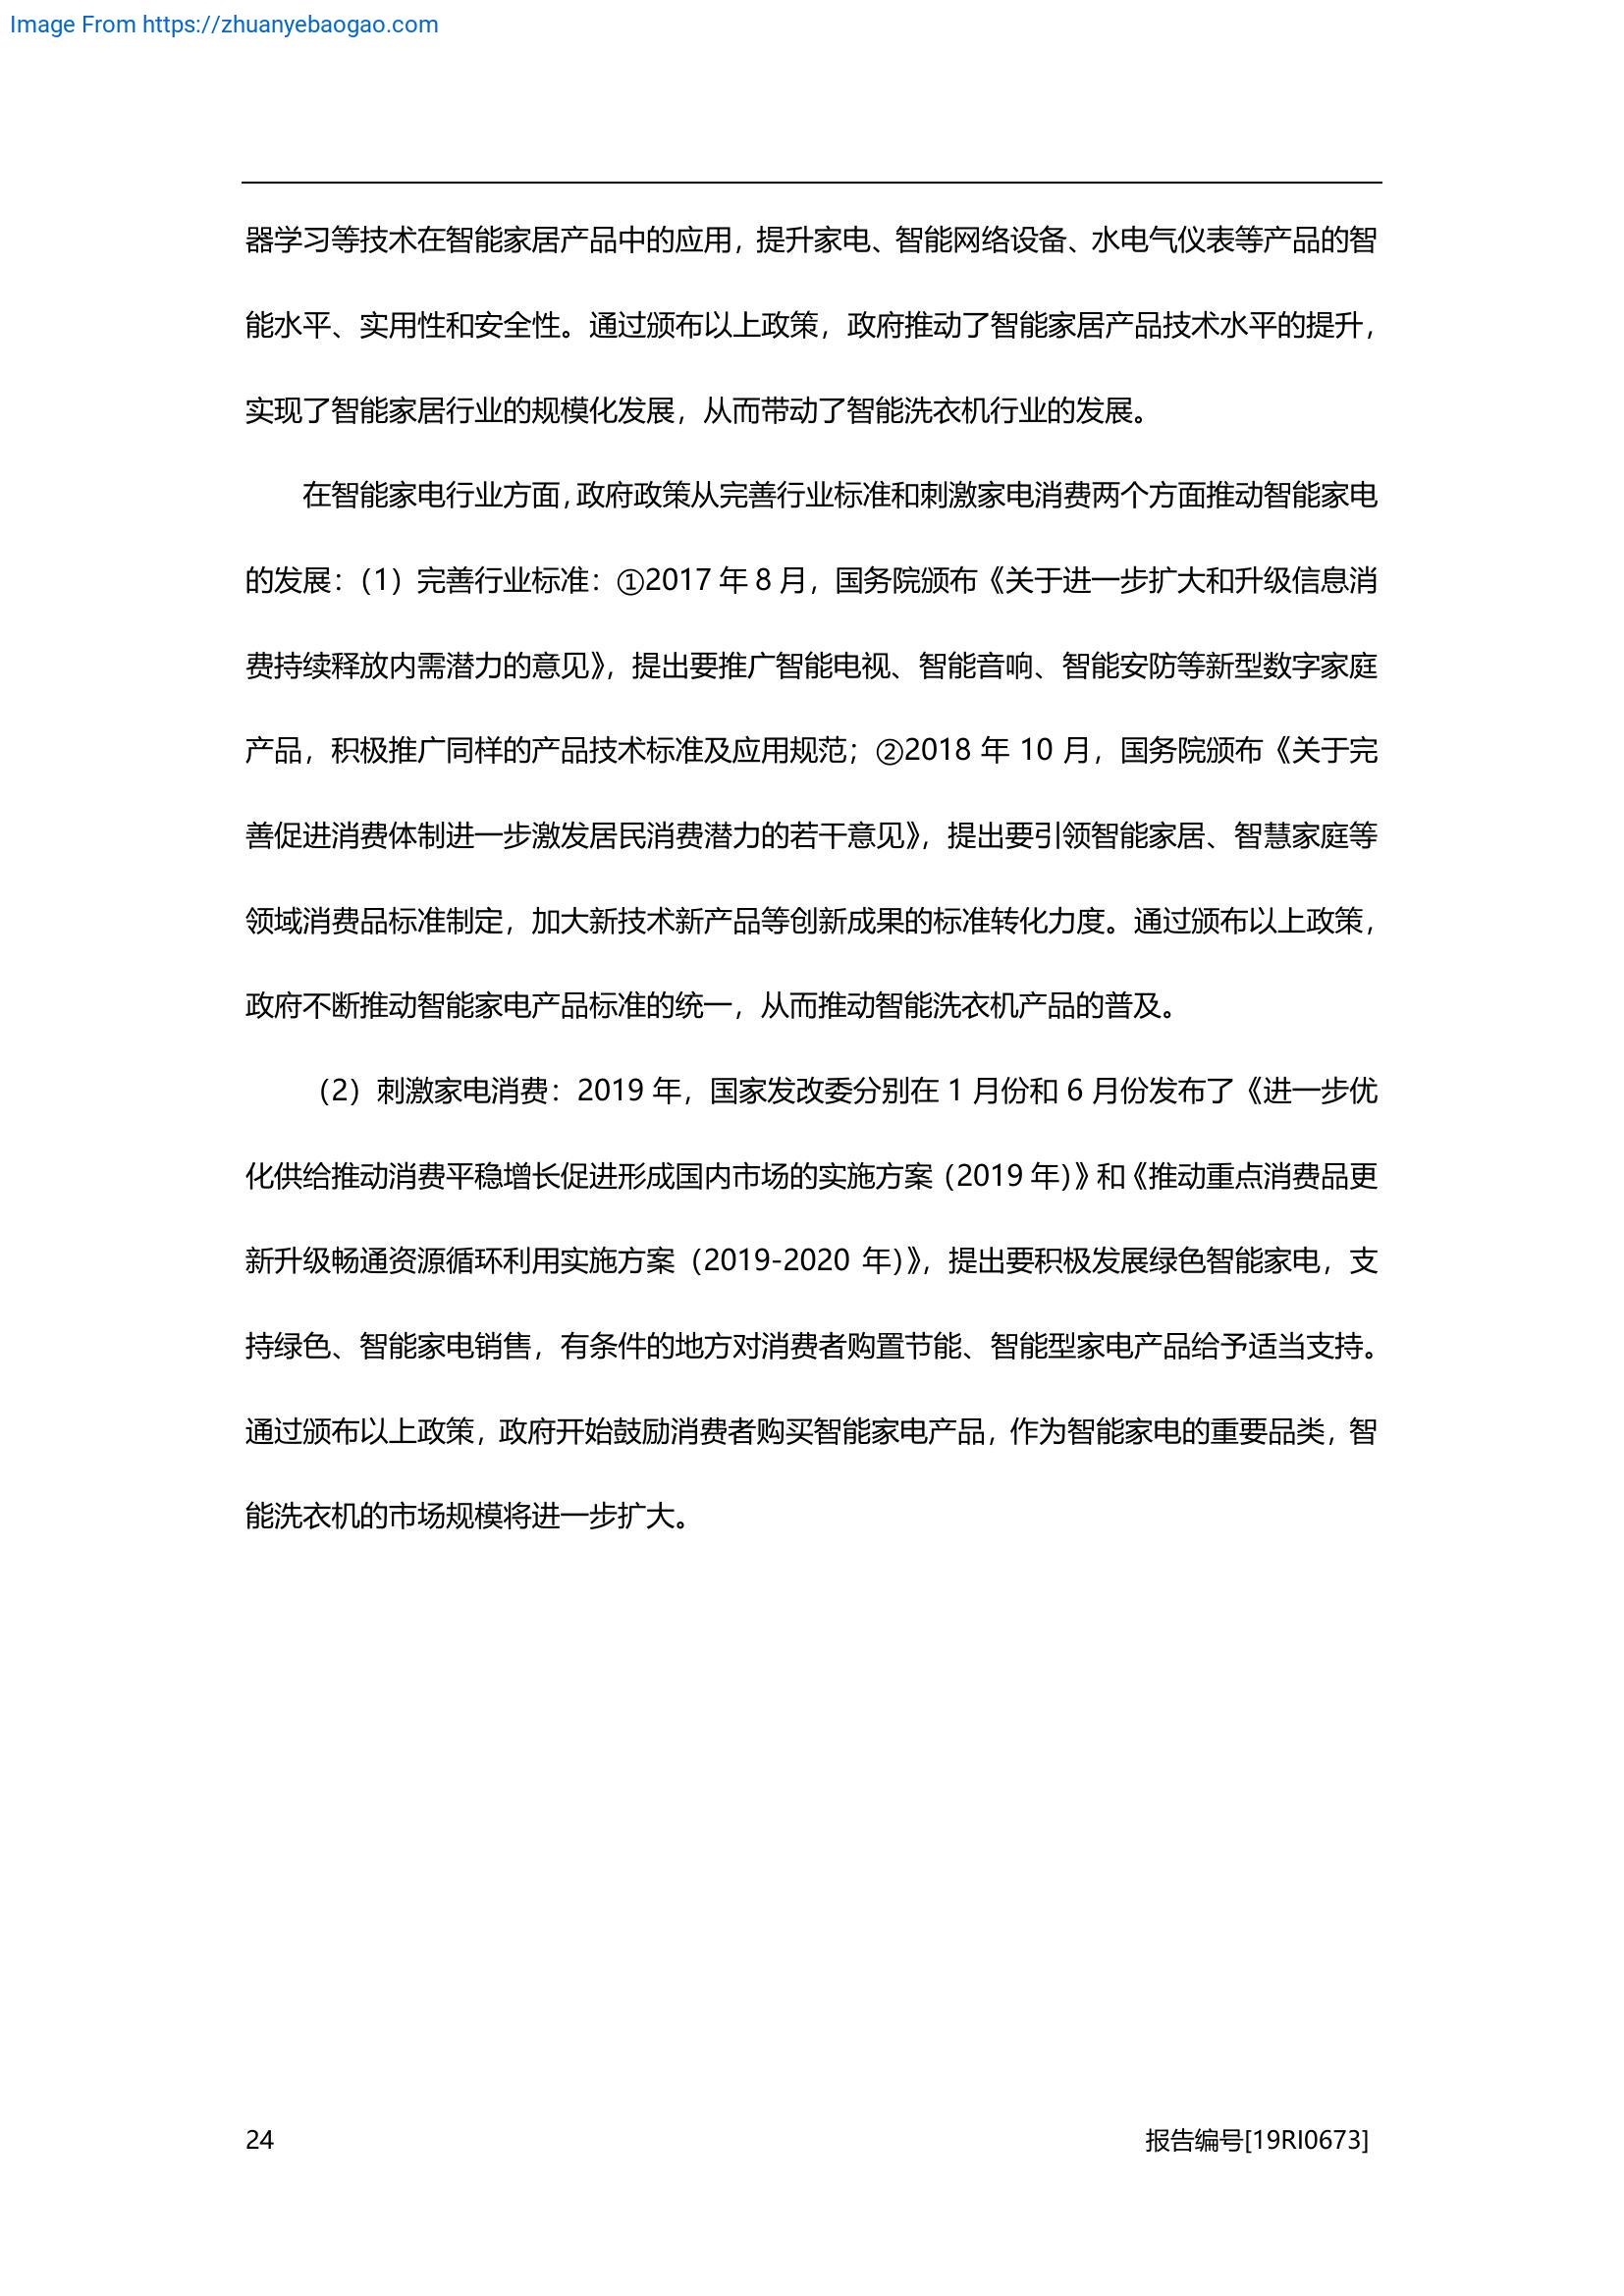 Image From https://zhuanyebaogao.com
器学习等技术在智能家居产品中的应用，提升家电、智能网络设备、水电气仪表等产品的智
能水平、实用性和安全性。通过颁布以上政策，政府推动了智能家居产品技术水平的提升，
实现了智能家居行业的规模化发展，从而带动了智能洗衣机行业的发展。
在智能家电行业方面，政府政策从完善行业标准和刺激家电消费两个方面推动智能家电
的发展：（1）完善行业标准：①2017 年 8 月，国务院颁布《关于进一步扩大和升级信息消
费持续释放内需潜力的意见》，提出要推广智能电视、智能音响、智能安防等新型数字家庭
产品，积极推广同样的产品技术标准及应用规范；②2018 年 10 月，国务院颁布《关于完
善促进消费体制进一步激发居民消费潜力的若干意见》，提出要引领智能家居、智慧家庭等
领域消费品标准制定，加大新技术新产品等创新成果的标准转化力度。通过颁布以上政策，
政府不断推动智能家电产品标准的统一，从而推动智能洗衣机产品的普及。
（2）刺激家电消费：2019 年，国家发改委分别在 1 月份和 6 月份发布了《进一步优
化供给推动消费平稳增长促进形成国内市场的实施方案（2019 年）》和《推动重点消费品更
新升级畅通资源循环利用实施方案（2019-2020 年）》，提出要积极发展绿色智能家电，支
持绿色、智能家电销售，有条件的地方对消费者购置节能、智能型家电产品给予适当支持。
通过颁布以上政策，政府开始鼓励消费者购买智能家电产品，作为智能家电的重要品类，智
能洗衣机的市场规模将进一步扩大。
24 报告编号[19RI0673]